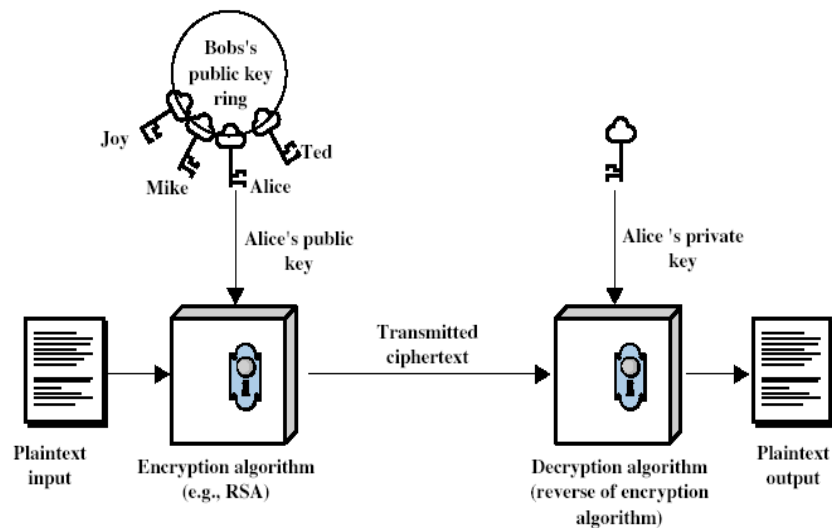 Bobs's
public key
ring
Joy
Mike
Alice
Ted
Alice's public
key
Alice 's private
key
Transmitted
ciphertext
Plaintext
input
Encryption algorithm
(e.g., RSA)
Decryption algorithm
(reverse of encryption
algorithm)
Plaintext
output